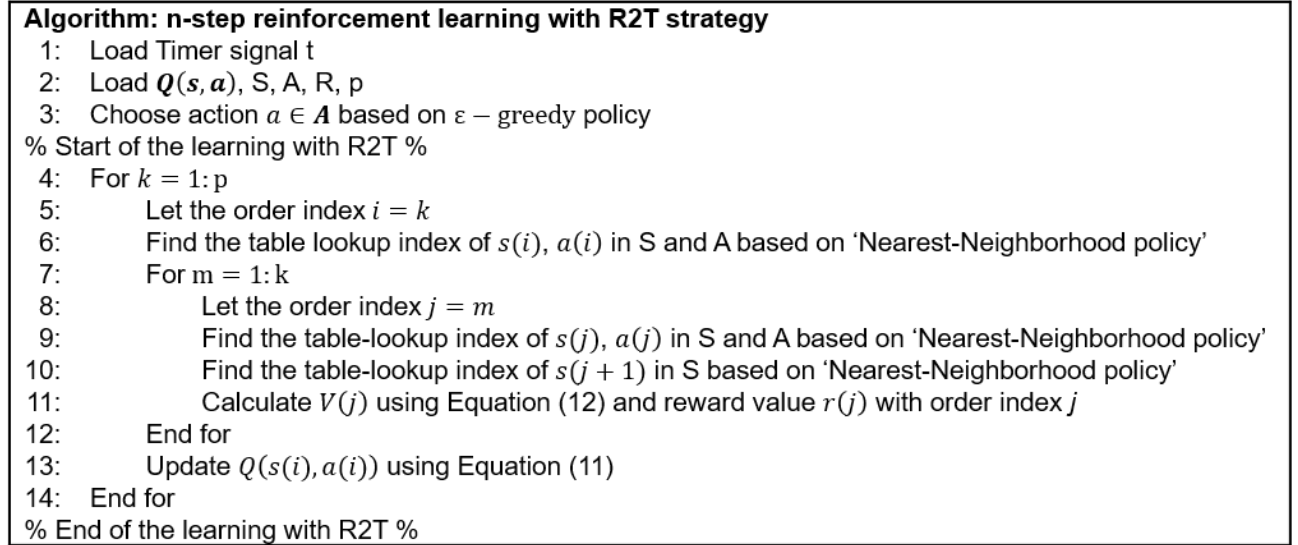 Algorithm: n-step reinforcement learning with R2T strategy
1: Load Timer signal t
2: Load Q(s, a), S, A, R, p
3: Choose action a ∈ A based on ε − greedy policy
% Start of the learning with R2T %
4: For k = 1: p
5: Let the order index i = k
6: Find the table lookup index of s(i), a(i) in S and A based on ‘Nearest-Neighborhood policy’
7: For m = 1: k
8: Let the order index j = m
9: Find the table-lookup index of s(j), a(j) in S and A based on ‘Nearest-Neighborhood policy’
10: Find the table-lookup index of s(j + 1) in S based on ‘Nearest-Neighborhood policy’
11: Calculate V(j) using Equation (12) and reward value r(j) with order index j
12: End for
13: Update Q(s(i), a(i)) using Equation (11)
14: End for
% End of the learning with R2T %